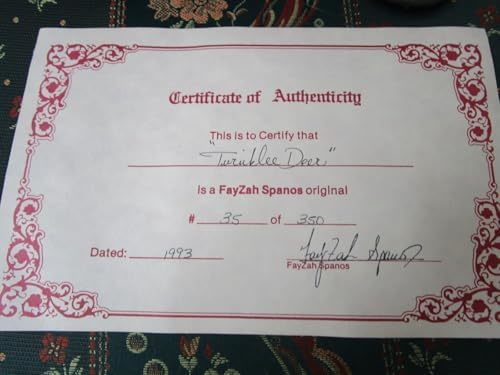 Certificate of Authenticity
This is to Certify that
"Twinklee Deer"
is a FayZah Spanos original
# 35 of 350
Dated: 1993 FayZah Spanos
FayZah Spanos